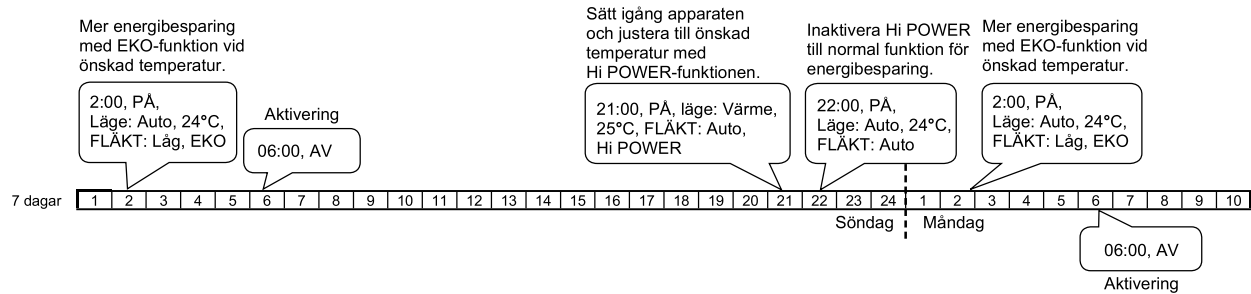 Mer energibesparing
med EKO-funktion vid
önskad temperatur.
2:00, PÅ,
Läge: Auto, 24°C,
FLÄKT: Låg, EKO
Aktivering
06:00, AV
Sätt igång apparaten
och justera till önskad
temperatur med
Hi POWER-funktionen.
21:00, PÅ, läge: Värme,
25°C, FLÄKT: Auto,
Hi POWER
Inaktivera Hi POWER
till normal funktion för
energibesparing.
22:00, PÅ,
Läge: Auto, 24°C,
FLÄKT: Auto
Mer energibesparing
med EKO-funktion vid
önskad temperatur.
2:00, PÅ,
Läge: Auto, 24°C,
FLÄKT: Låg, EKO
7 dagar 1 2 3 4 5 6 7 8 9 10 11 12 13 14 15 16 17 18 19 20 21 22 23 24 1 2 3 4 5 6 7 8 9 10
Söndag Måndag
06:00, AV
Aktivering